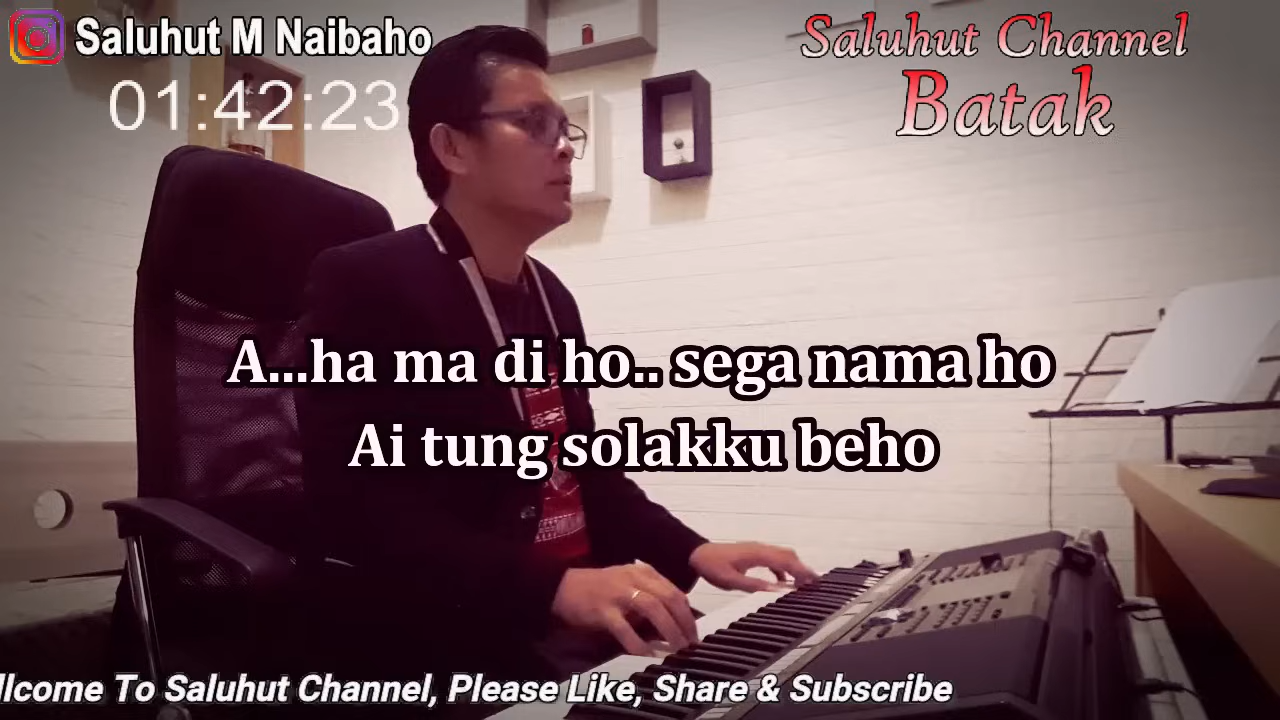 Saluhut M Naibaho
01:42:23
Saluhut Channel
Batak
A...ha ma di ho.. sega nama ho
Ai tung solakku beho
llcome To Saluhut Channel, Please Like, Share & Subscribe